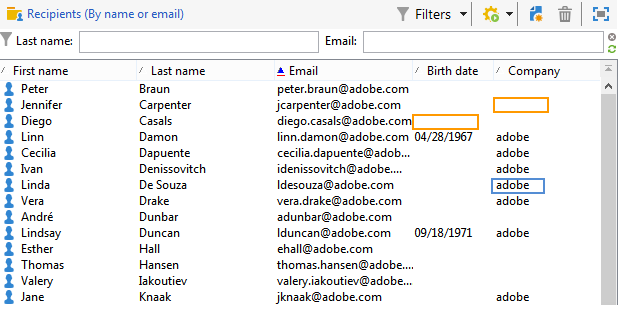 Recipients (By name or email) Filters
Last name: Email:
First name Last name Email Birth date Company
Peter Braun peter.braun@adobe.com
Jennifer Carpenter jcarpenter@adobe.com
Diego Casals diego.casals@adobe.com
Linn Damon linn.damon@adobe.com 04/28/1967 adobe
Cecilia Dapuente cecilia.dapuente@adob... adobe
Ivan Denissovitch idenissovitch@adobe.... adobe
Linda De Souza ldesouza@adobe.com adobe
Vera Drake vera.drake@adobe.com adobe
André Dunbar adunbar@adobe.com
Lindsay Duncan lduncan@adobe.com 09/18/1971 adobe
Esther Hall ehall@adobe.com
Thomas Hansen thomas.hansen@adobe...
Valery Iakoutiev valery.iakoutiev@adobe...
Jane Knaak jknaak@adobe.com adobe